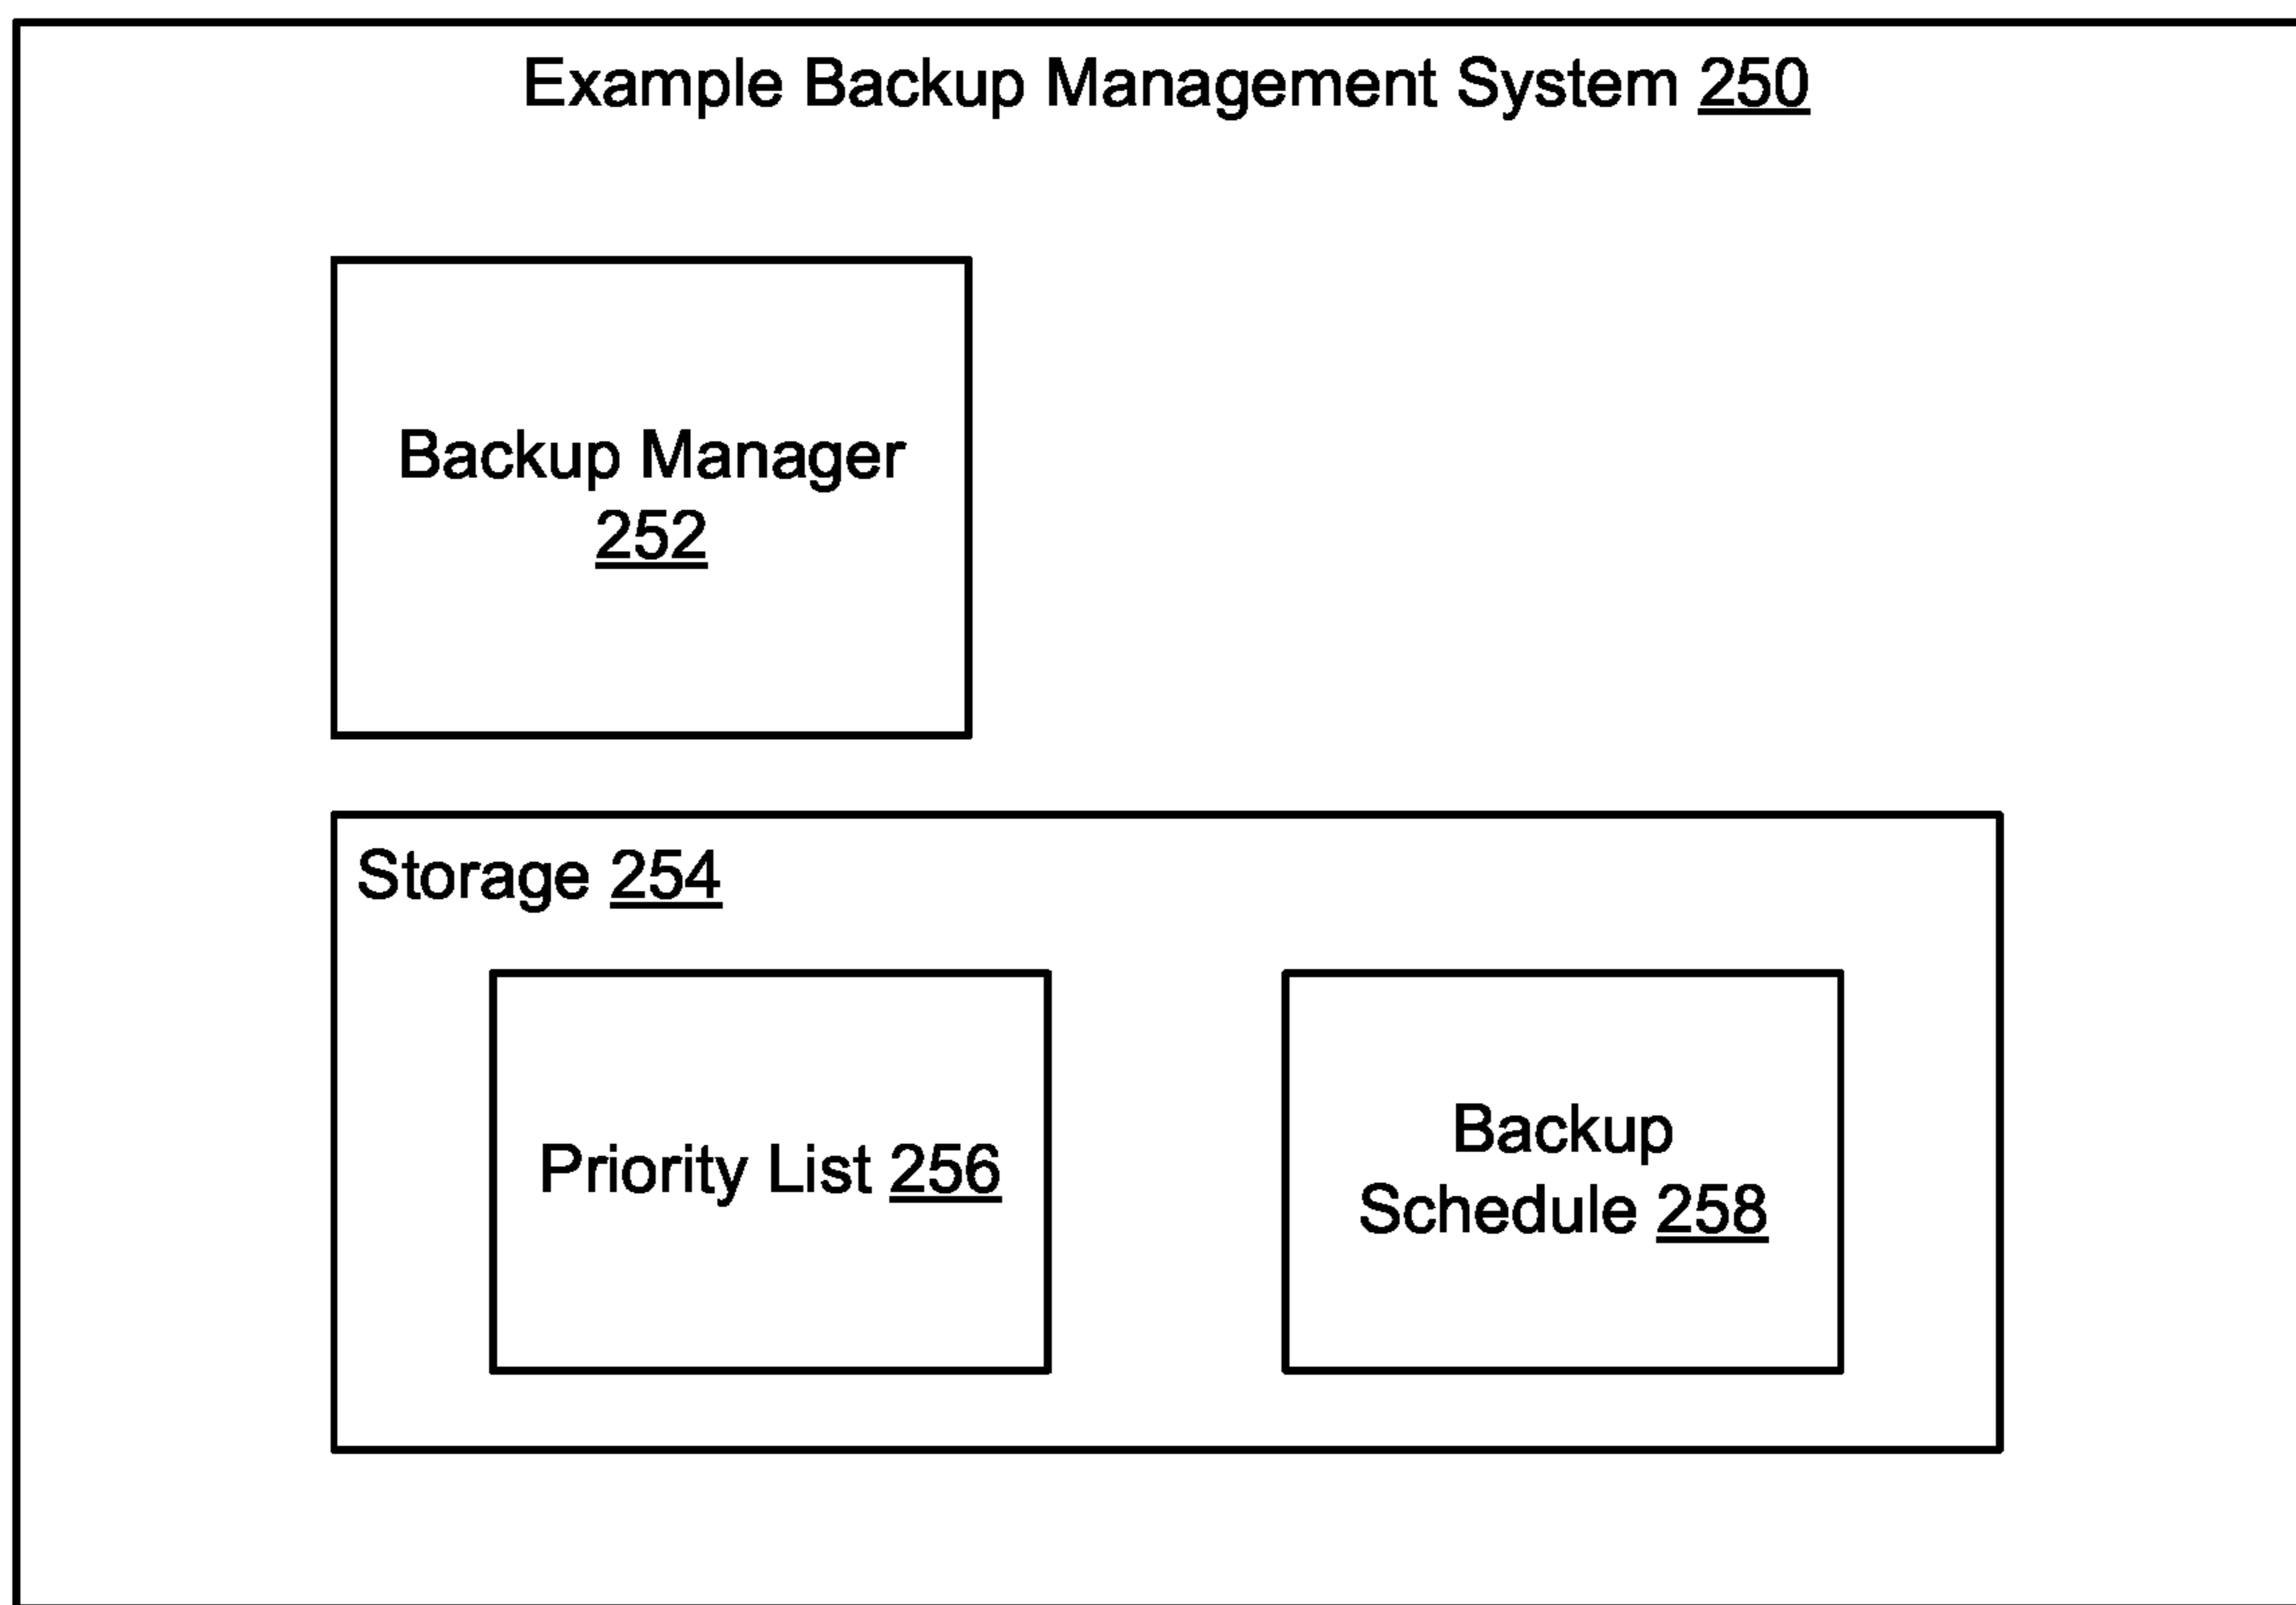 Example Backup Management System 250
Backup Manager
252
Storage 254
Priority List 256
Backup
Schedule 258